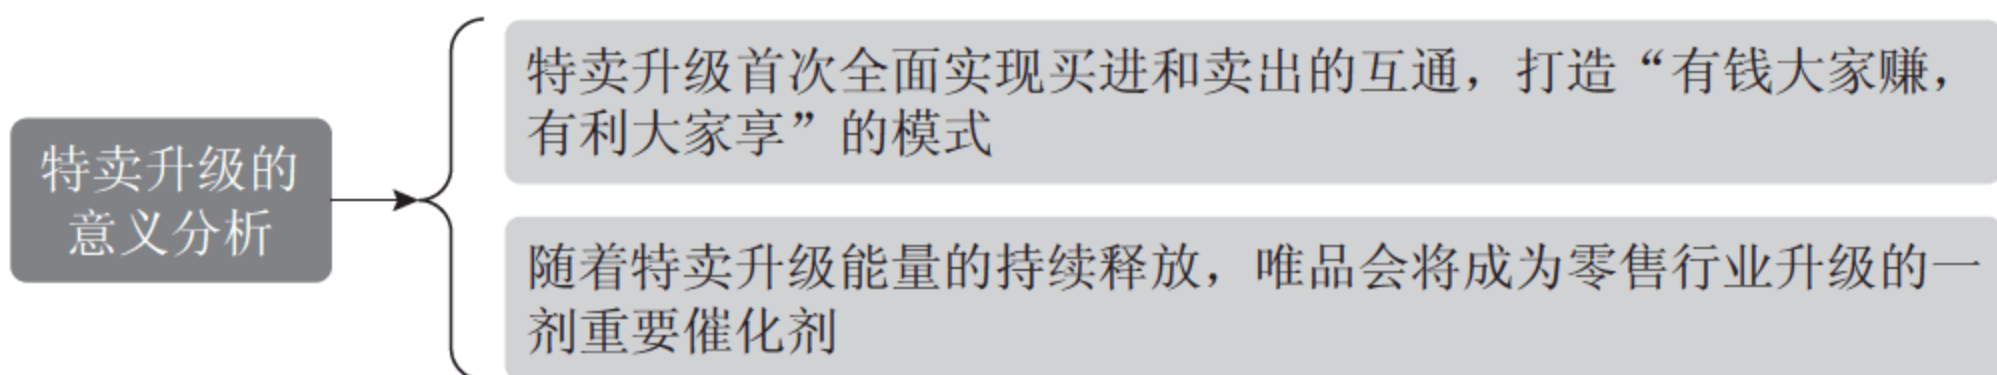 特卖升级的
意义分析
特卖升级首次全面实现买进和卖出的互通，打造“有钱大家赚，
有利大家享”的模式
随着特卖升级能量的持续释放，唯品会将成为零售行业升级的一
剂重要催化剂